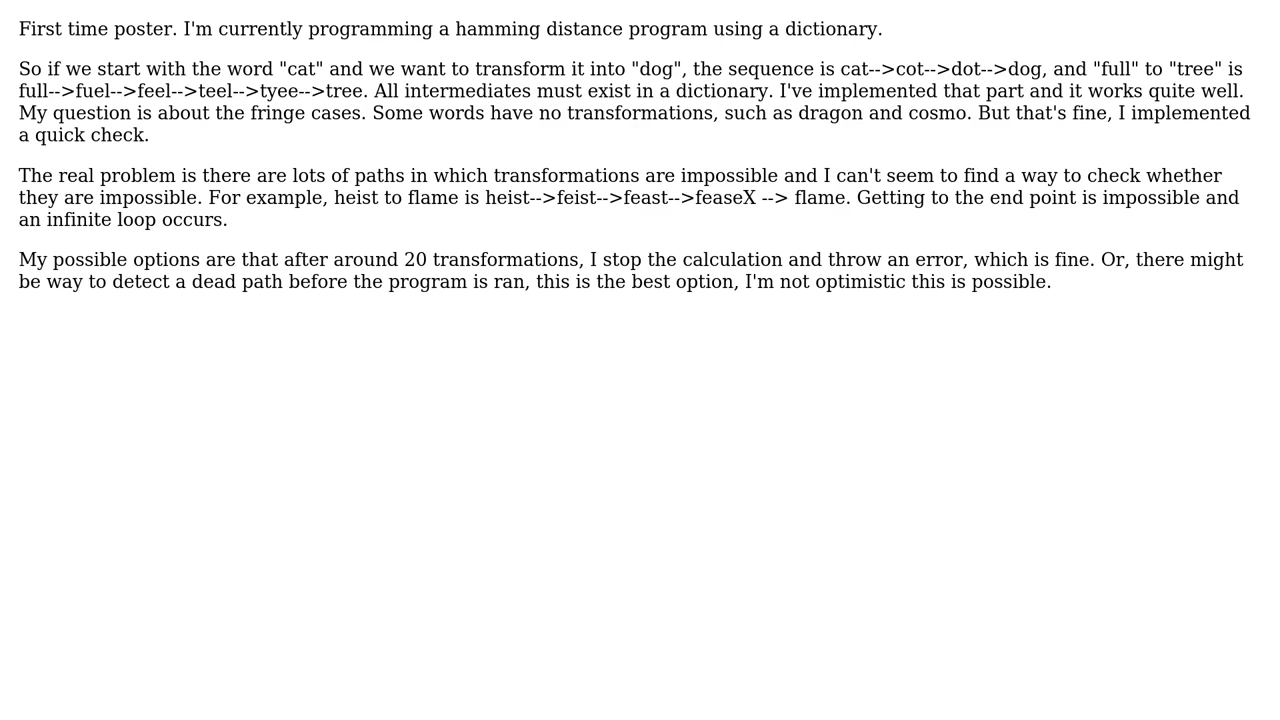 First time poster. I'm currently programming a hamming distance program using a dictionary.
So if we start with the word "cat" and we want to transform it into "dog", the sequence is cat-->cot-->dot-->dog, and "full" to "tree" is
full-->fuel-->feel-->teel-->tyee-->tree. All intermediates must exist in a dictionary. I've implemented that part and it works quite well.
My question is about the fringe cases. Some words have no transformations, such as dragon and cosmo. But that's fine, I implemented
a quick check.
The real problem is there are lots of paths in which transformations are impossible and I can't seem to find a way to check whether
they are impossible. For example, heist to flame is heist-->feist-->feast-->feaseX --> flame. Getting to the end point is impossible and
an infinite loop occurs.
My possible options are that after around 20 transformations, I stop the calculation and throw an error, which is fine. Or, there might
be way to detect a dead path before the program is ran, this is the best option, I'm not optimistic this is possible.